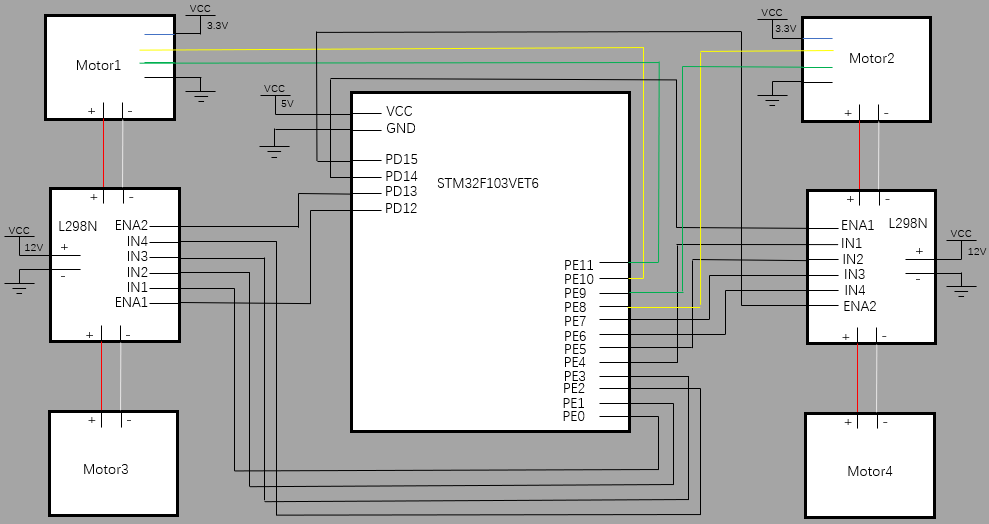 VCC
3.3V
Motor1
+ -
VCC
3.3V
Motor2
+ -
VCC
5V
VCC
GND
PD15
PD14
PD13
PD12
STM32F103VET6
PE11
PE10
PE9
PE8
PE7
PE6
PE5
PE4
PE3
PE2
PE1
PE0
+ -
L298N
VCC
12V
+
-
ENA2
IN4
IN3
IN2
IN1
ENA1
+ -
+ -
L298N
VCC
12V
+
-
ENA1
IN1
IN2
IN3
IN4
ENA2
+ -
+ -
Motor3
+ -
Motor4